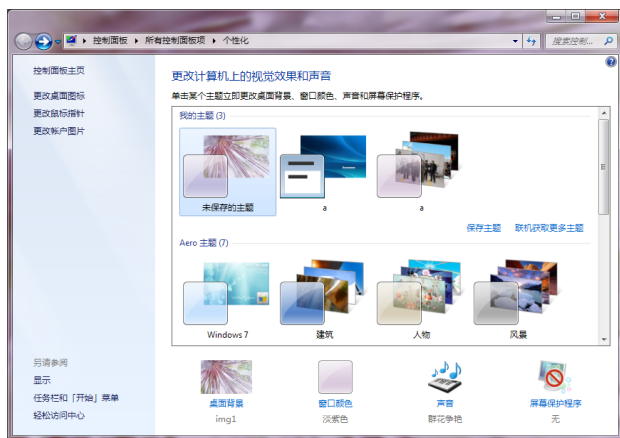 控制面板 ▸ 所有控制面板项 ▸ 个性化
搜索控制...
控制面板主页
更改桌面图标
更改鼠标指针
更改帐户图片
更改计算机上的视觉效果和声音
单击某个主题立即更改桌面背景、窗口颜色、声音和屏幕保护程序。
我的主题 (3)
未保存的主题 a a
保存主题 联机获取更多主题
Aero 主题 (7)
Windows 7 建筑 人物 风景
另请参阅
显示
任务栏和「开始」菜单
轻松访问中心
桌面背景 窗口颜色 声音 屏幕保护程序
img1 淡紫色 群花争艳 无